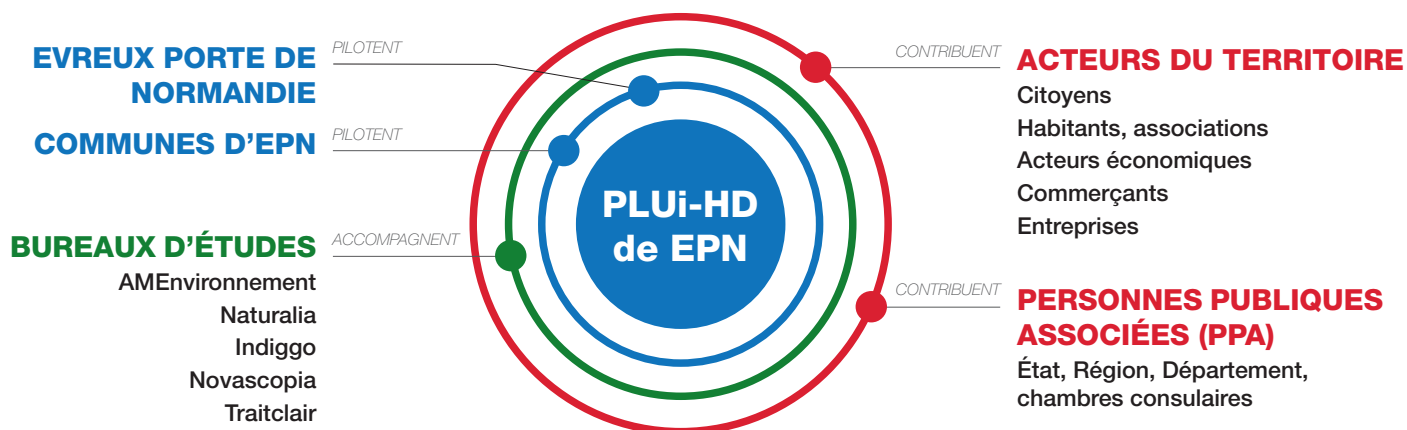 PILOTENT
EVREUX PORTE DE
NORMANDIE
PILOTENT
COMMUNES D’EPN
ACCOMPAGNENT
BUREAUX D’ÉTUDES
AMEnvironnement
Naturalia
Indiggo
Novascopia
Traitclair
PLUi-HD
de EPN
CONTRIBUENT
ACTEURS DU TERRITOIRE
Citoyens
Habitants, associations
Acteurs économiques
Commerçants
Entreprises
CONTRIBUENT
PERSONNES PUBLIQUES
ASSOCIÉES (PPA)
État, Région, Département,
chambres consulaires